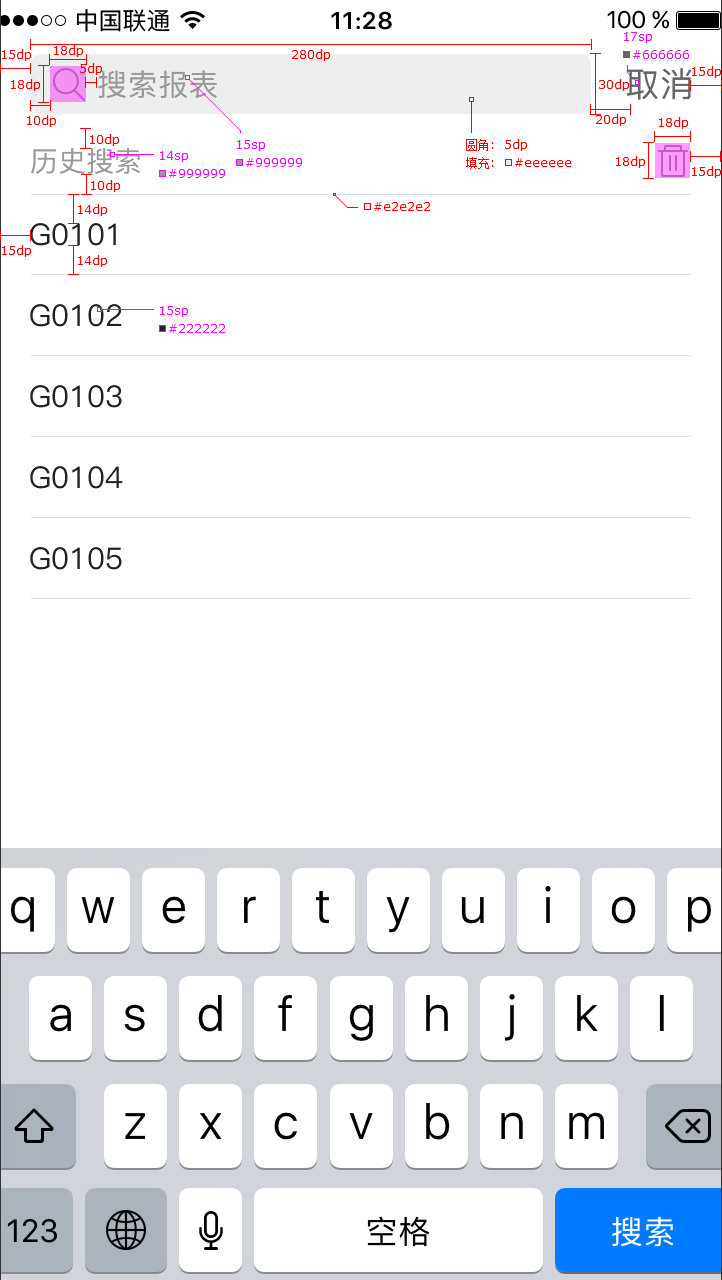 中国联通 11:28 100 %
17sp
#666666
280dp
15dp 18dp
5dp
18dp
搜索报表
30dp
取消
15dp
10dp
20dp
18dp
10dp
历史搜索
14sp
#999999
10dp
15sp
#999999
圆角： 5dp
填充： #eeeeee
18dp
15dp
14dp
#e2e2e2
G0101
15dp
14dp
G0102
15sp
#222222
G0103
G0104
G0105
q w e r t y u i o p
a s d f g h j k l
z x c v b n m
123 空格 搜索